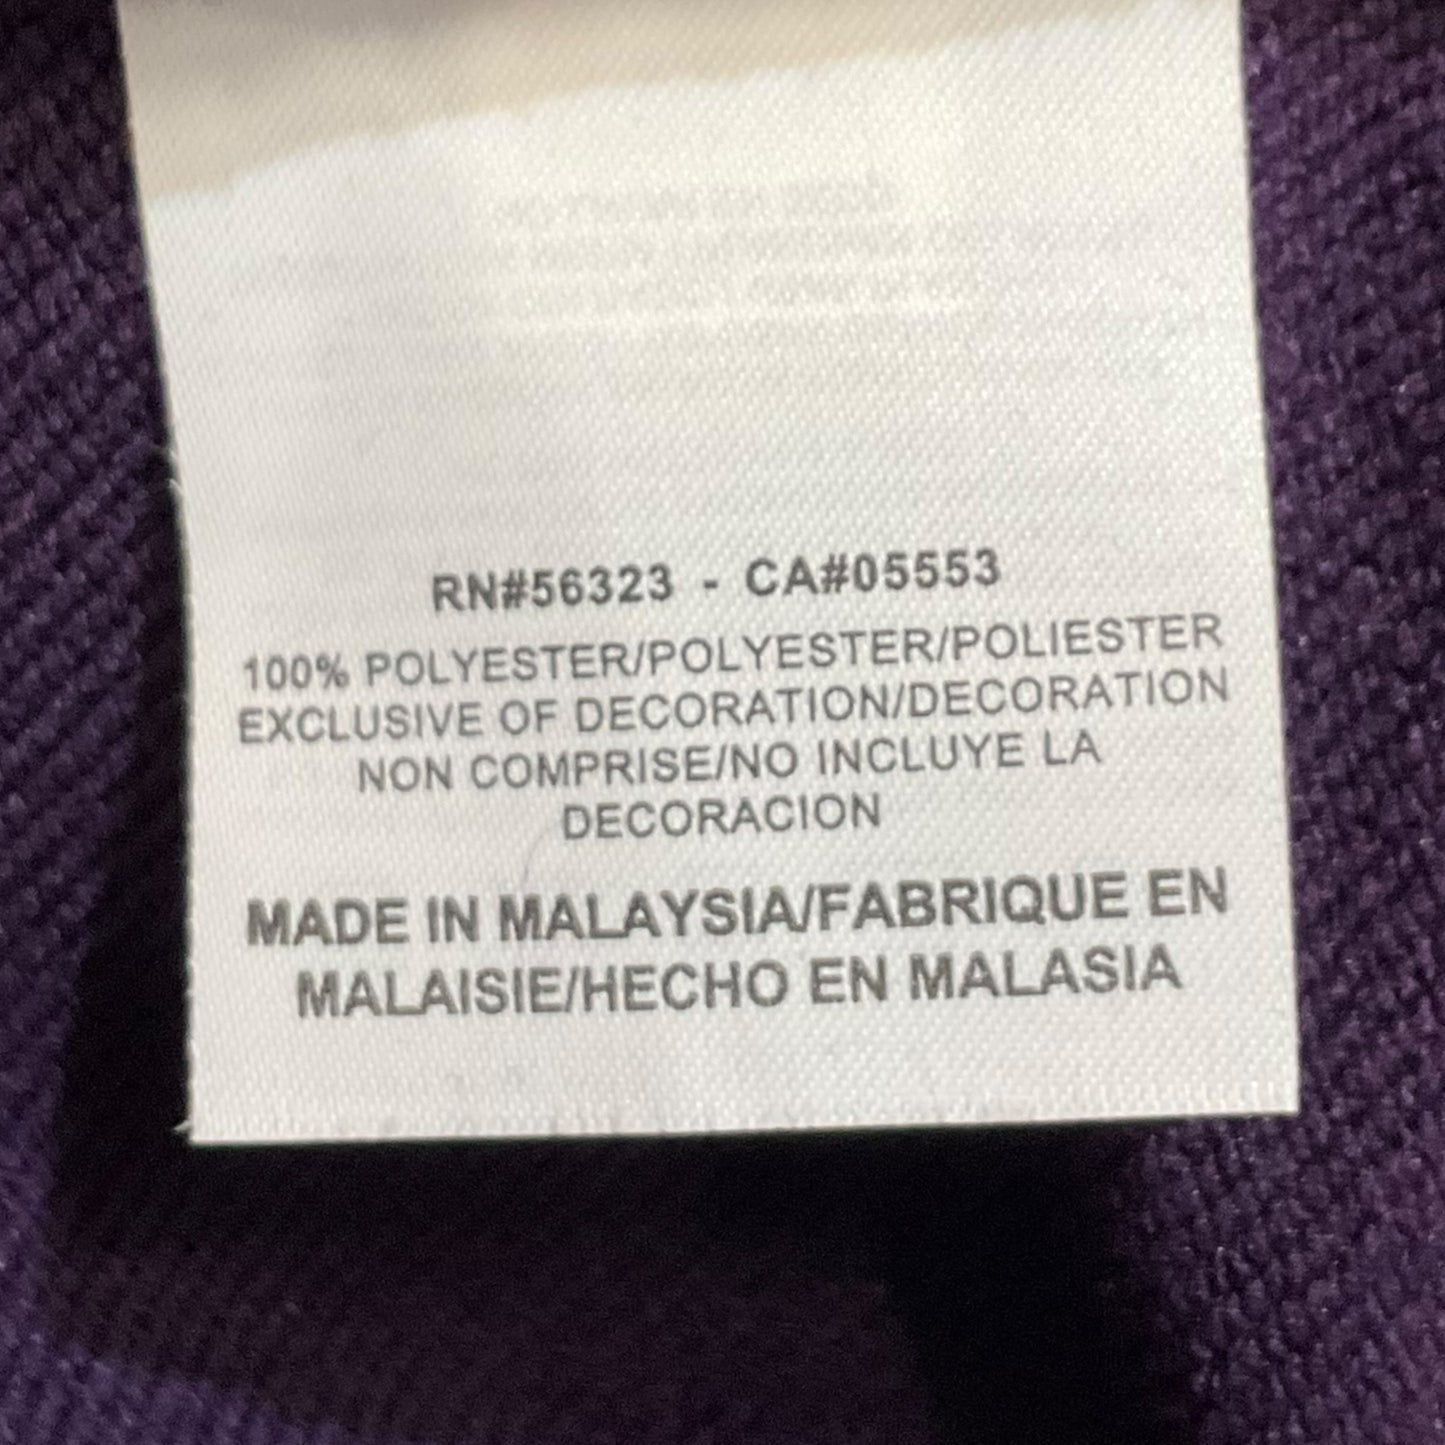 RN#56323 - CA#05553
100% POLYESTER/POLYESTER/POLIESTER
EXCLUSIVE OF DECORATION/DECORATION
NON COMPRISE/NO INCLUYE LA
DECORACION
MADE IN MALAYSIA/FABRIQUE EN
MALAISIE/HECHO EN MALASIA